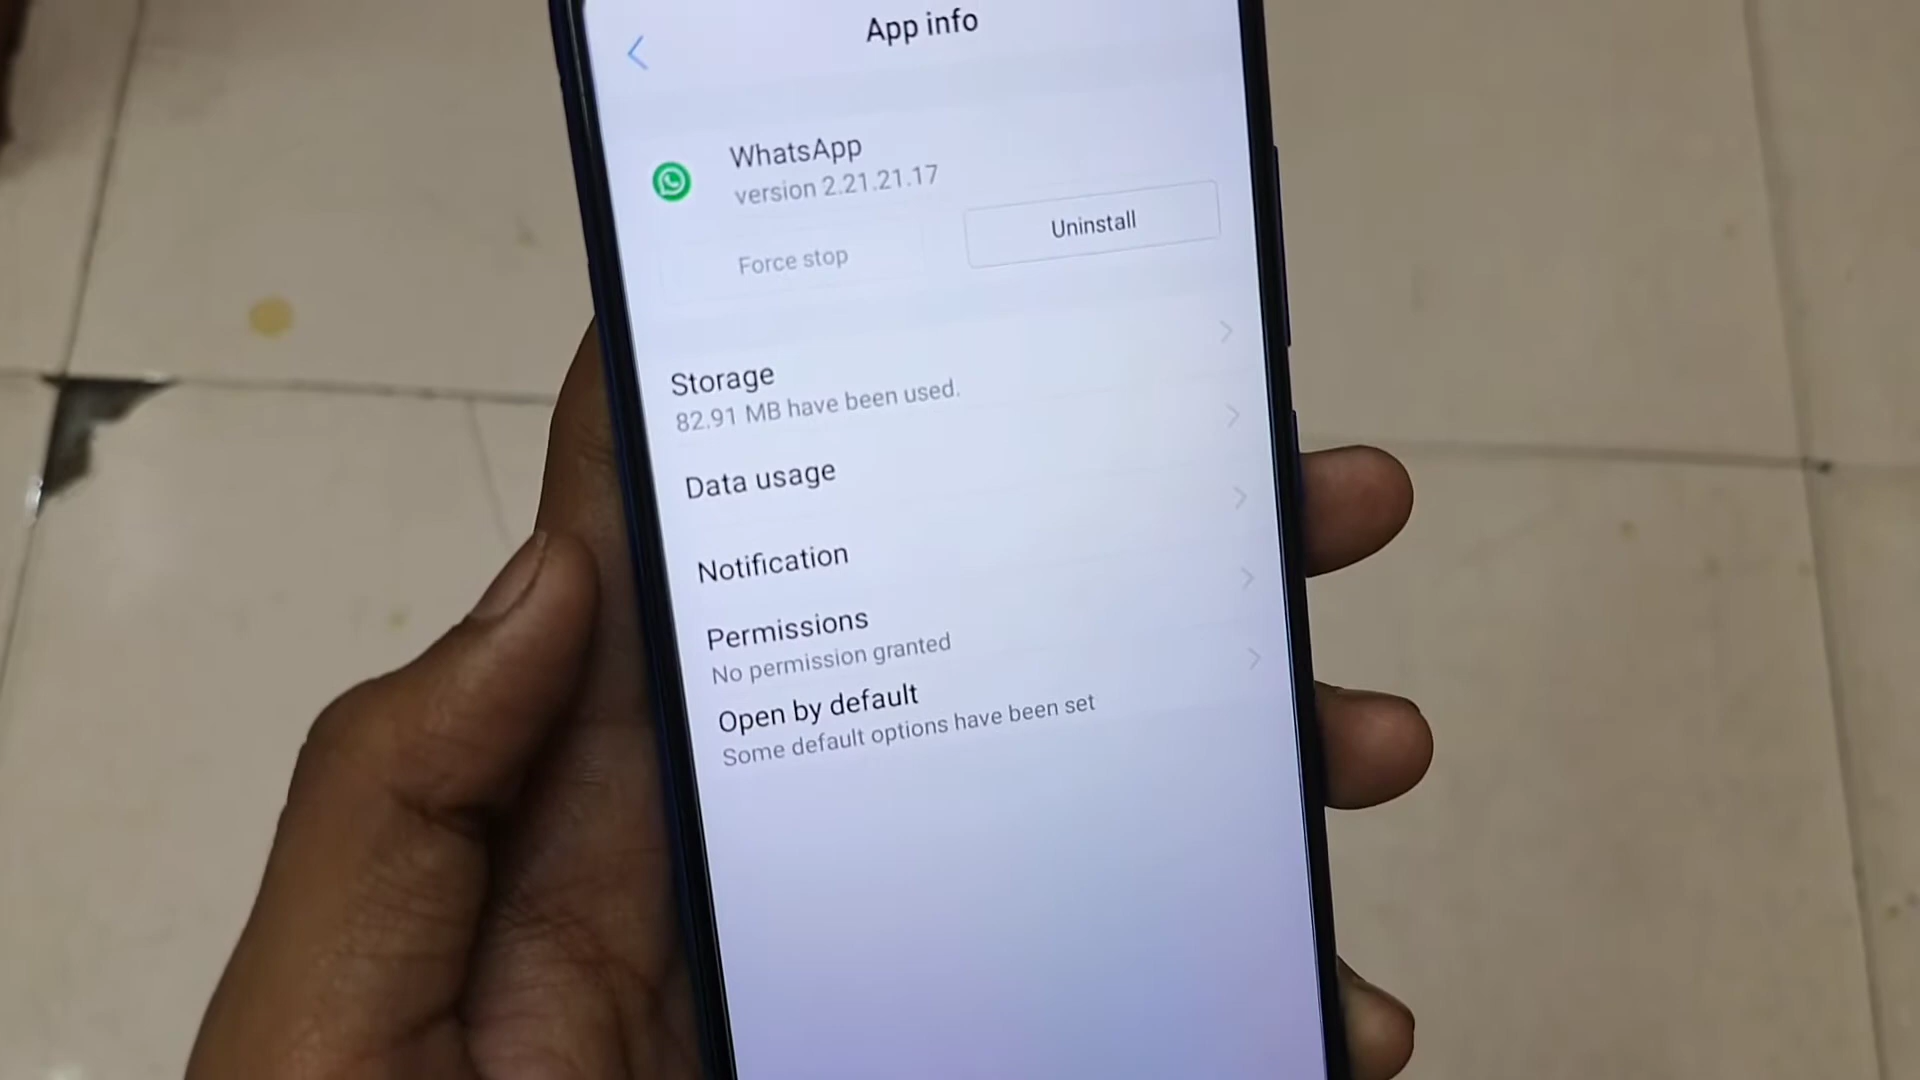 App info
WhatsApp
version 2.21.21.17
Force stop
Uninstall
Storage
82.91 MB have been used.
Data usage
Notification
Permissions
No permission granted
Open by default
Some default options have been set